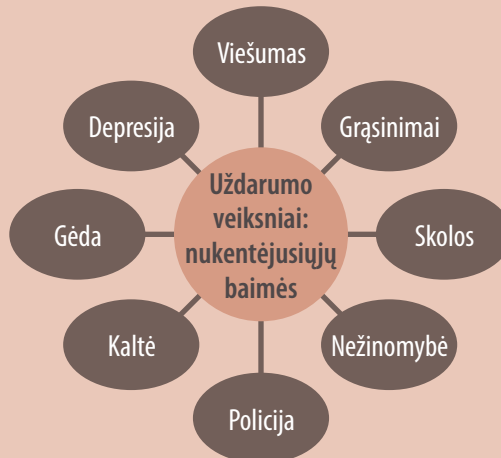 Viešumas
Grąsinimai
Skolos
Nežinomybė
Policija
Kaltė
Gėda
Depresija
Uždarumo
veiksniai:
nukentėjusiųjų
baimės